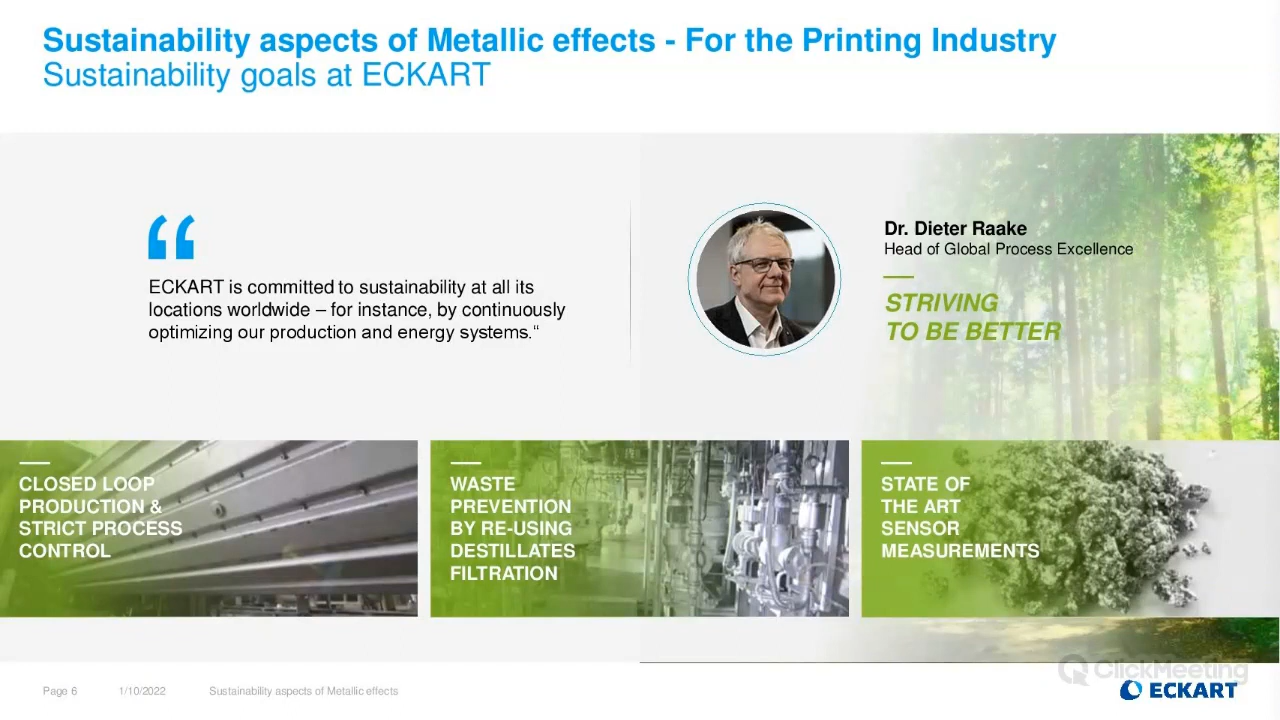 Sustainability aspects of Metallic effects - For the Printing Industry
Sustainability goals at ECKART
“
ECKART is committed to sustainability at all its
locations worldwide – for instance, by continuously
optimizing our production and energy systems.“
Dr. Dieter Raake
Head of Global Process Excellence
STRIVING
TO BE BETTER
CLOSED LOOP
PRODUCTION &
STRICT PROCESS
CONTROL
WASTE
PREVENTION
BY RE-USING
DESTILLATES
FILTRATION
STATE OF
THE ART
SENSOR
MEASUREMENTS
Page 6
1/10/2022
Sustainability aspects of Metallic effects
ClickMeeting
ECKART